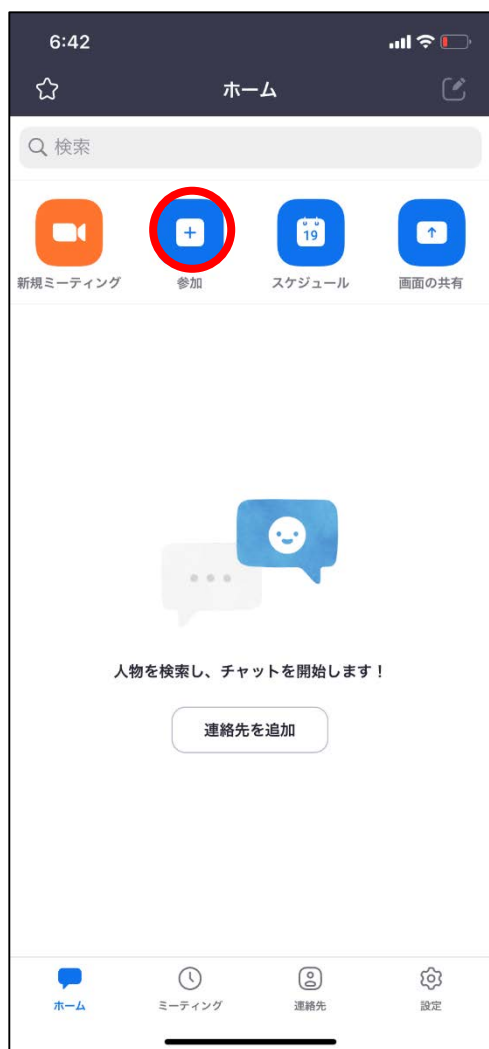 6:42
ホーム
検索
19
新規ミーティング 参加 スケジュール 画面の共有
人物を検索し、チャットを開始します！
連絡先を追加
ホーム ミーティング 連絡先 設定